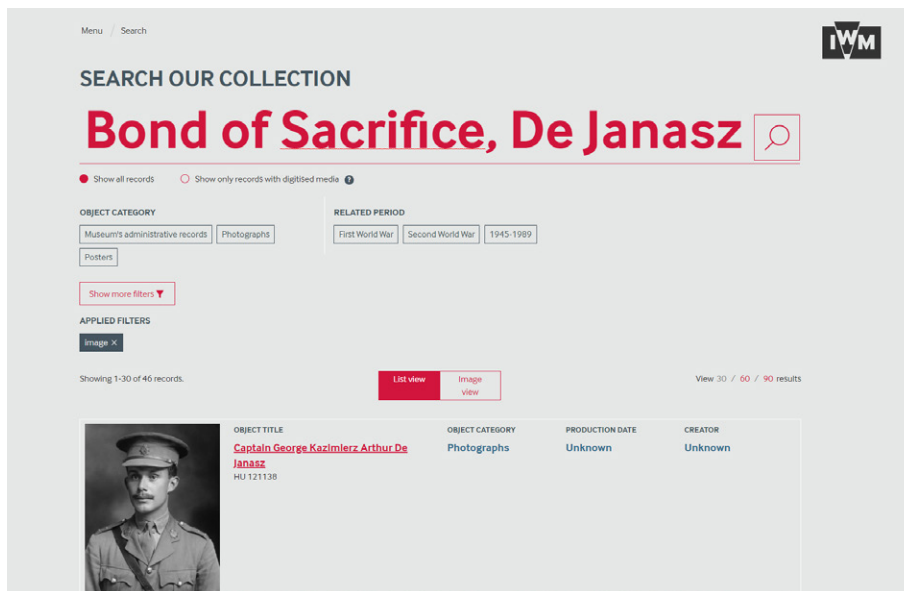 Menu / Search
IWM
SEARCH OUR COLLECTION
Bond of Sacrifice, De Janasz
Show all records Show only records with digitised media ?
OBJECT CATEGORY
Museum's administrative records Photographs
Posters
RELATED PERIOD
First World War Second World War 1945-1989
Show more filters
APPLIED FILTERS
image ×
Showing 1-30 of 46 records.
List view
Image
view
View 30 / 60 / 90 results
OBJECT TITLE
Captain George Kazimierz Arthur De
Janasz
HU 121138
OBJECT CATEGORY
Photographs
PRODUCTION DATE
Unknown
CREATOR
Unknown